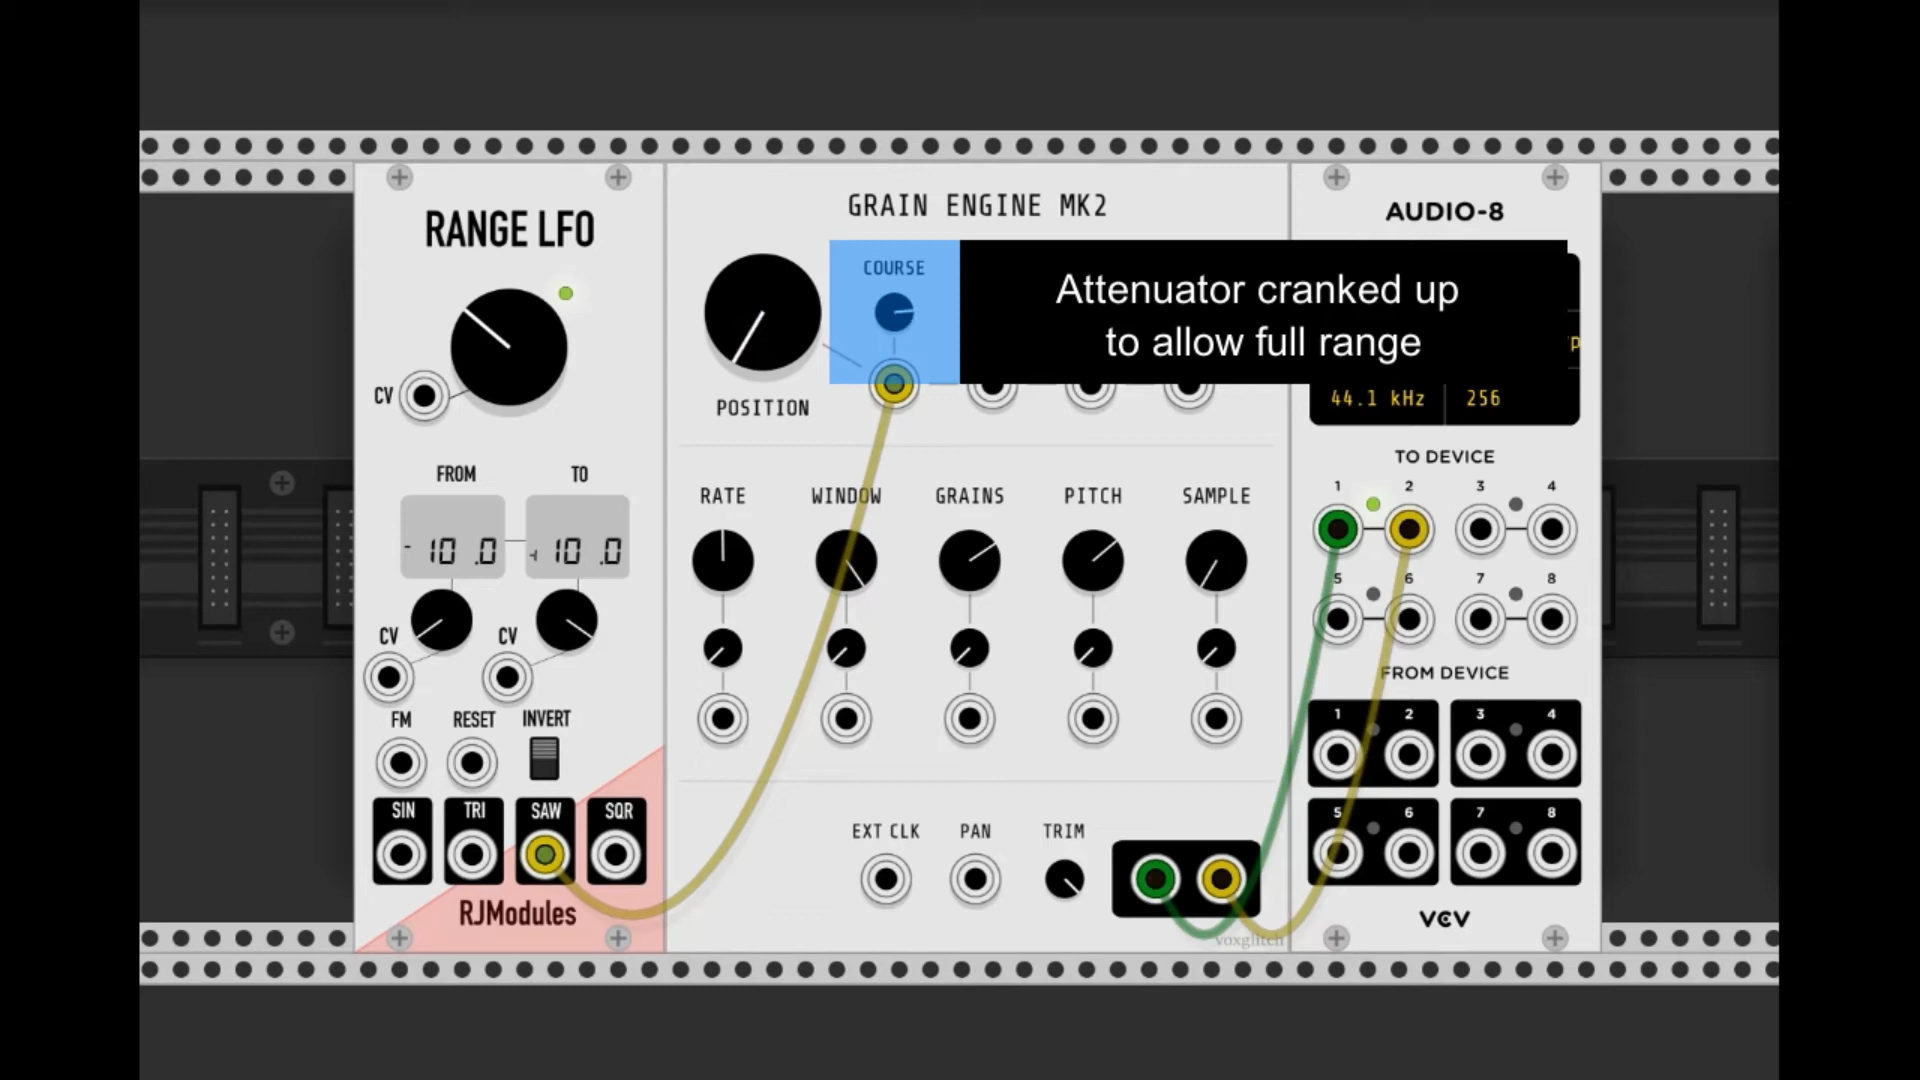 RANGE LFO
CV
FROM TO
-10.0 +10.0
CV CV
FM RESET INVERT
SIN TRI SAW SQR
RJModules
GRAIN ENGINE MK2
COURSE
Attenuator cranked up
to allow full range
POSITION
RATE WINDOW GRAINS PITCH SAMPLE
EXT CLK PAN TRIM
voxglitch
AUDIO-8
44.1 kHz 256
TO DEVICE
1 2 3 4
5 6 7 8
FROM DEVICE
1 2 3 4
5 6 7 8
VCV